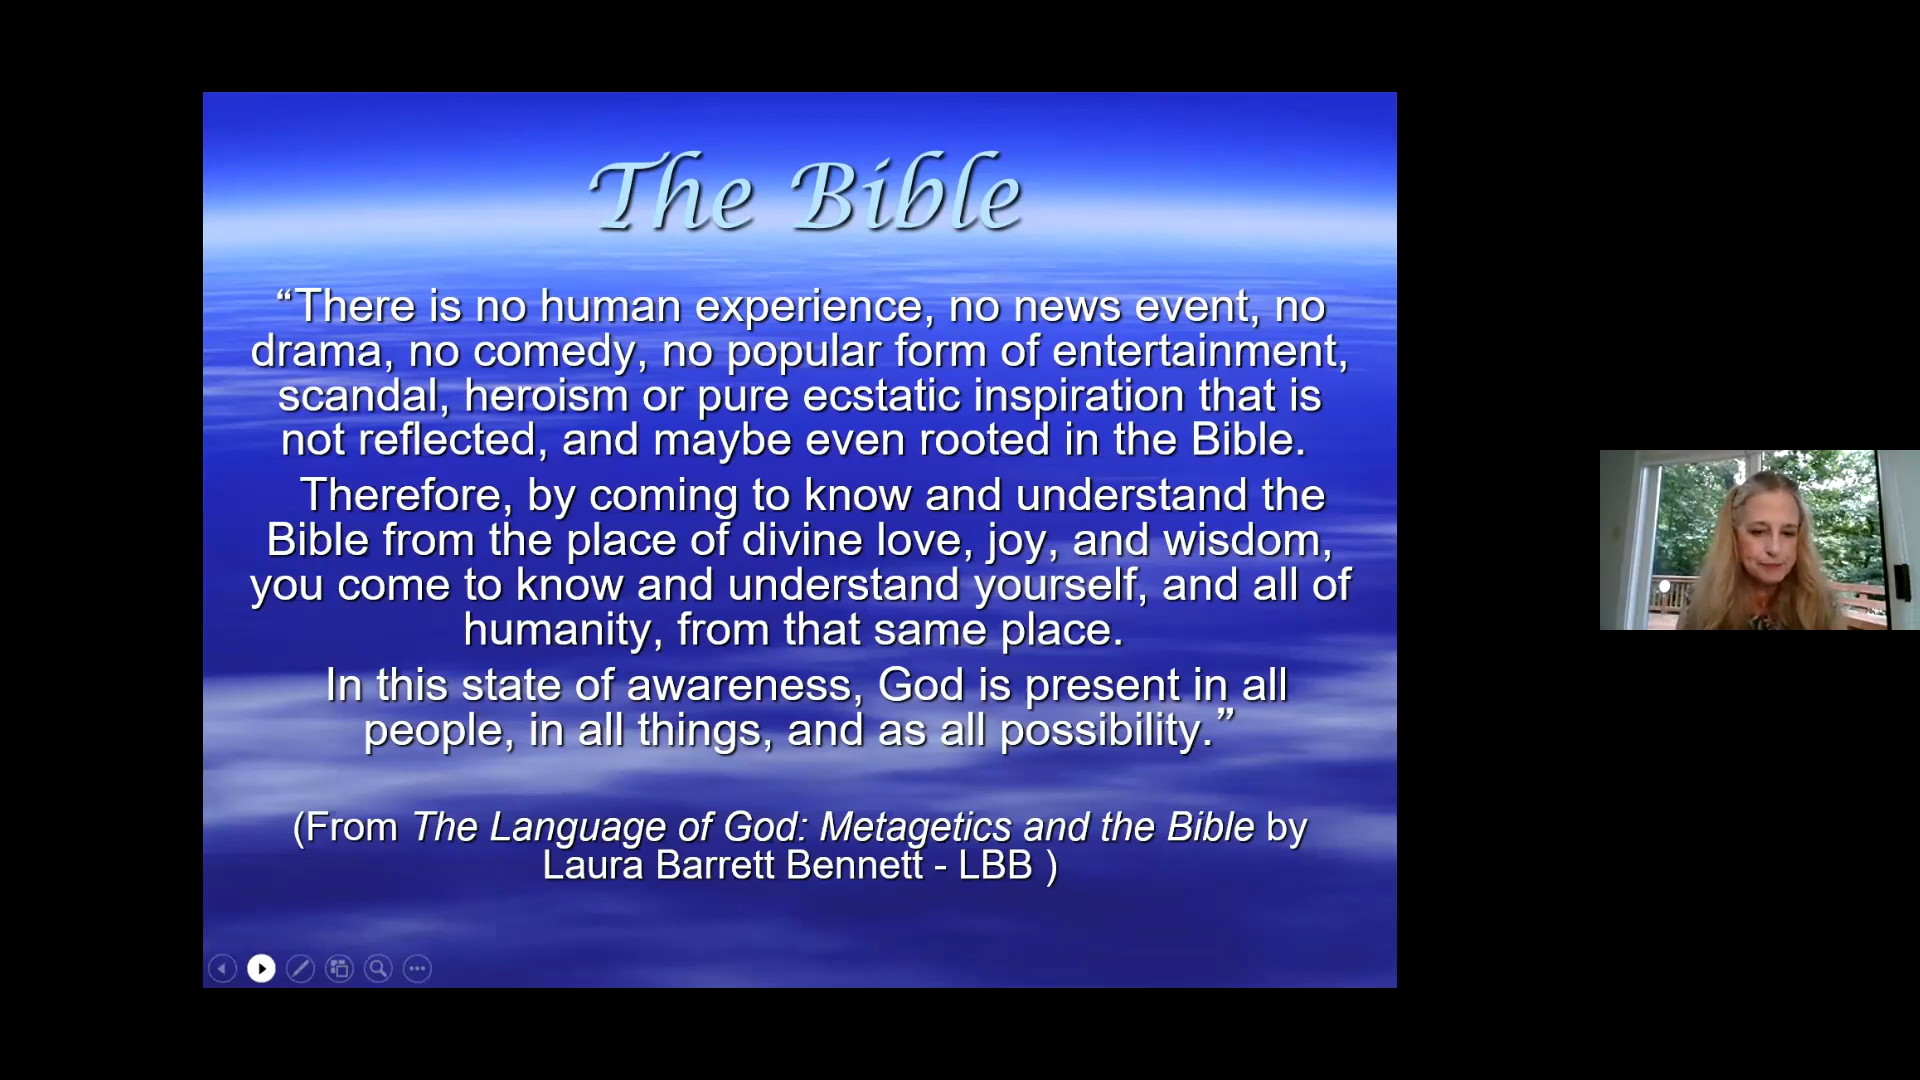 The Bible
“There is no human experience, no news event, no
drama, no comedy, no popular form of entertainment,
scandal, heroism or pure ecstatic inspiration that is
not reflected, and maybe even rooted in the Bible.
Therefore, by coming to know and understand the
Bible from the place of divine love, joy, and wisdom,
you come to know and understand yourself, and all of
humanity, from that same place.
In this state of awareness, God is present in all
people, in all things, and as all possibility.”
(From The Language of God: Metagetics and the Bible by
Laura Barrett Bennett - LBB )